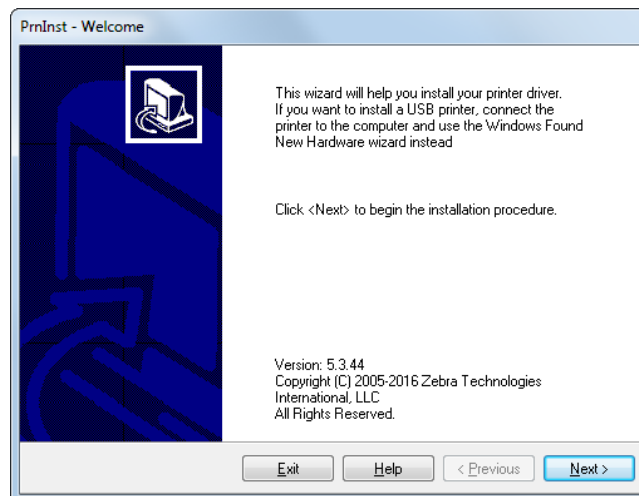 PrnInst - Welcome
This wizard will help you install your printer driver.
If you want to install a USB printer, connect the
printer to the computer and use the Windows Found
New Hardware wizard instead
Click <Next> to begin the installation procedure.
Version: 5.3.44
Copyright (C) 2005-2016 Zebra Technologies
International, LLC
All Rights Reserved.
Exit Help < Previous Next >